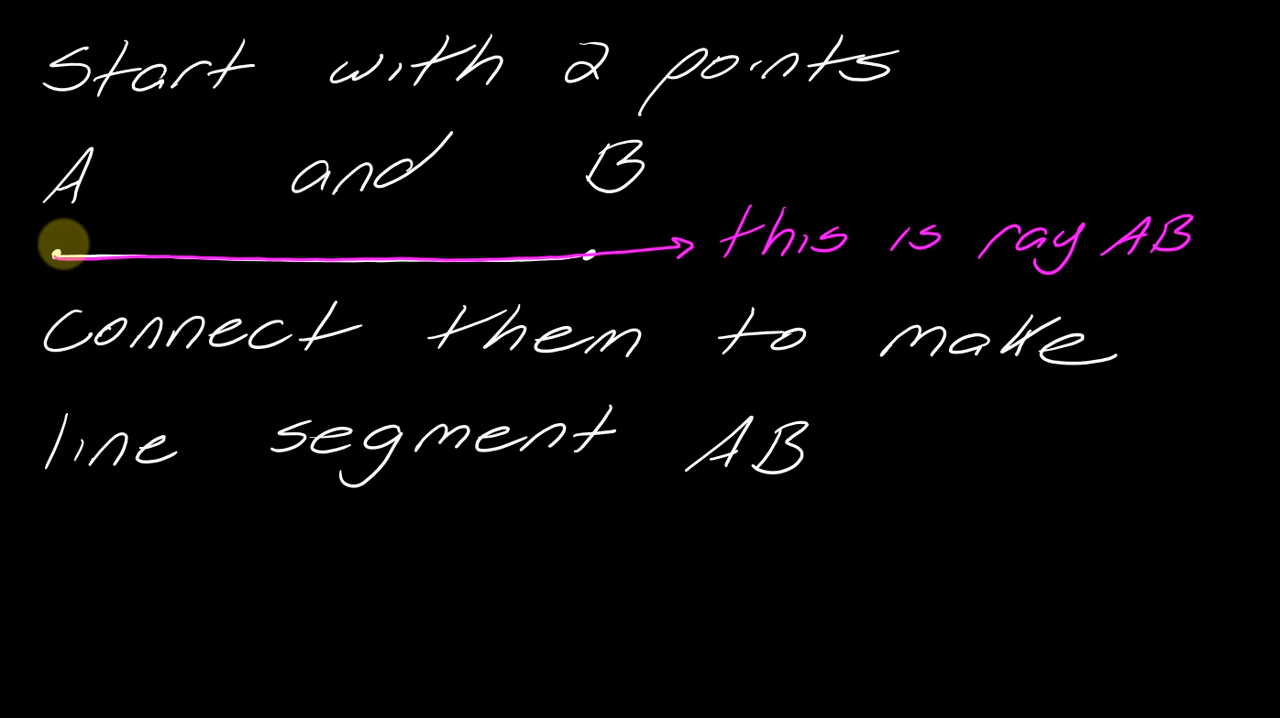 Start with 2 points
A and B
this is ray AB
Connect them to make
line segment AB